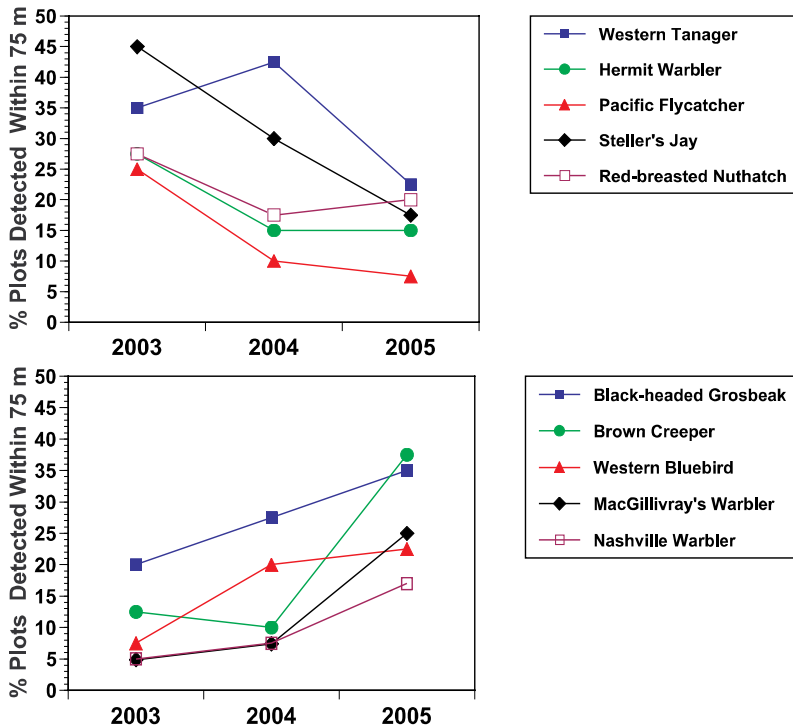 % Plots Detected Within 75 m
50
45
40
35
30
25
20
15
10
5
0
2003 2004 2005
Western Tanager
Hermit Warbler
Pacific Flycatcher
Steller's Jay
Red-breasted Nuthatch
% Plots Detected Within 75 m
50
45
40
35
30
25
20
15
10
5
0
2003 2004 2005
Black-headed Grosbeak
Brown Creeper
Western Bluebird
MacGillivray's Warbler
Nashville Warbler